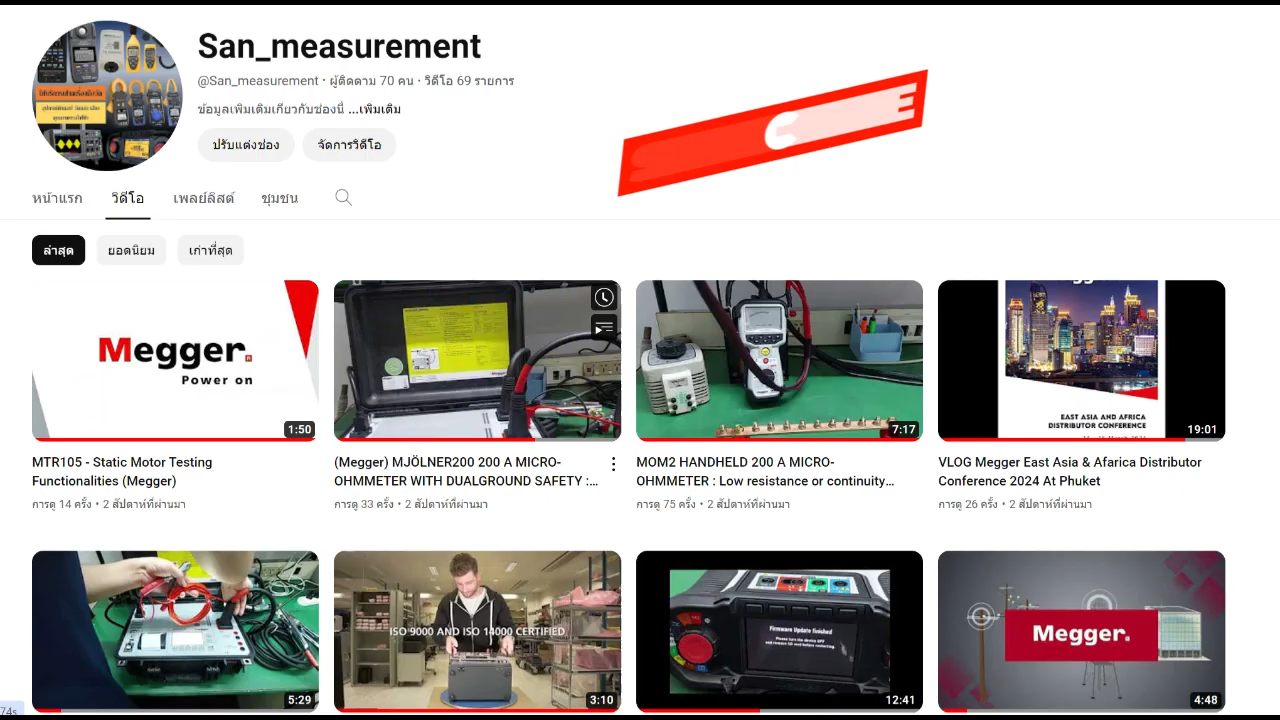 San_measurement
@San_measurement • ผู้ติดตาม 70 คน • วิดีโอ 69 รายการ
ข้อมูลเพิ่มเติมเกี่ยวกับช่องนี้ ...เพิ่มเติม
ปรับแต่งช่อง จัดการวิดีโอ
หน้าแรก วิดีโอ เพลย์ลิสต์ ชุมชน
ล่าสุด ยอดนิยม เก่าที่สุด
Megger.
Power on
1:50
7:17
EAST ASIA AND AFRICA
DISTRIBUTOR CONFERENCE
19:01
MTR105 - Static Motor Testing
Functionalities (Megger)
การดู 14 ครั้ง • 2 สัปดาห์ที่ผ่านมา
(Megger) MJÖLNER200 200 A MICRO-
OHMMETER WITH DUALGROUND SAFETY :...
การดู 33 ครั้ง • 2 สัปดาห์ที่ผ่านมา
MOM2 HANDHELD 200 A MICRO-
OHMMETER : Low resistance or continuity...
การดู 75 ครั้ง • 2 สัปดาห์ที่ผ่านมา
VLOG Megger East Asia & Afarica Distributor
Conference 2024 At Phuket
การดู 26 ครั้ง • 2 สัปดาห์ที่ผ่านมา
5:29
ISO 9000 AND ISO 14000 CERTIFIED
3:10
Firmware Update finished
Please turn the device OFF
and remove SD card before restarting.
12:41
Megger.
4:48
74s